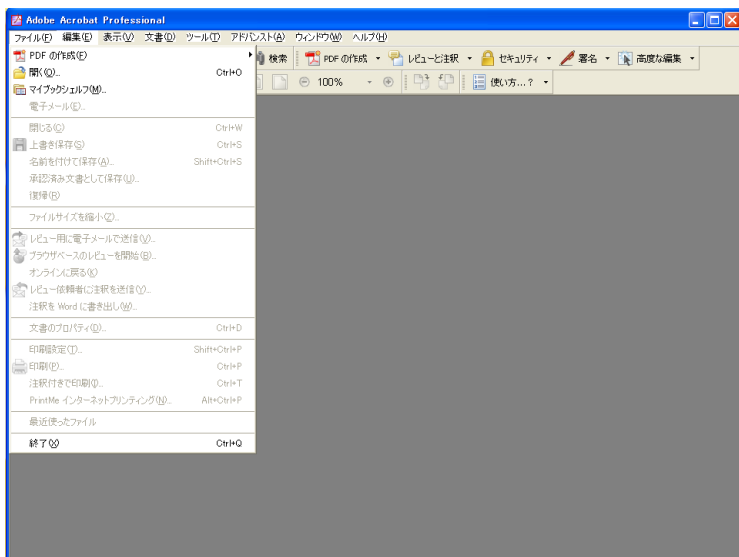 Adobe Acrobat Professional
ファイル(F) 編集(E) 表示(V) 文書(D) ツール(T) アドバンスト(A) ウィンドウ(W) ヘルプ(H)
検索 PDF の作成 レビューと注釈 セキュリティ 署名 高度な編集
100% 使い方...?
PDF の作成(F)
開く(O)... Ctrl+O
マイブックシェルフ(M)...
電子メール(E)...
閉じる(C) Ctrl+W
上書き保存(S) Ctrl+S
名前を付けて保存(A)... Shift+Ctrl+S
承認済み文書として保存(U)...
復帰(R)
ファイルサイズを縮小(Z)...
レビュー用に電子メールで送信(V)...
ブラウザベースのレビューを開始(B)...
オンラインに戻る(K)
レビュー依頼者に注釈を送信(Y)...
注釈を Word に書き出し(W)...
文書のプロパティ(D)... Ctrl+D
印刷設定(T)... Shift+Ctrl+P
印刷(P)... Ctrl+P
注釈付きで印刷(I)... Ctrl+T
PrintMe インターネットプリンティング(N)... Alt+Ctrl+P
最近使ったファイル
終了(X) Ctrl+Q